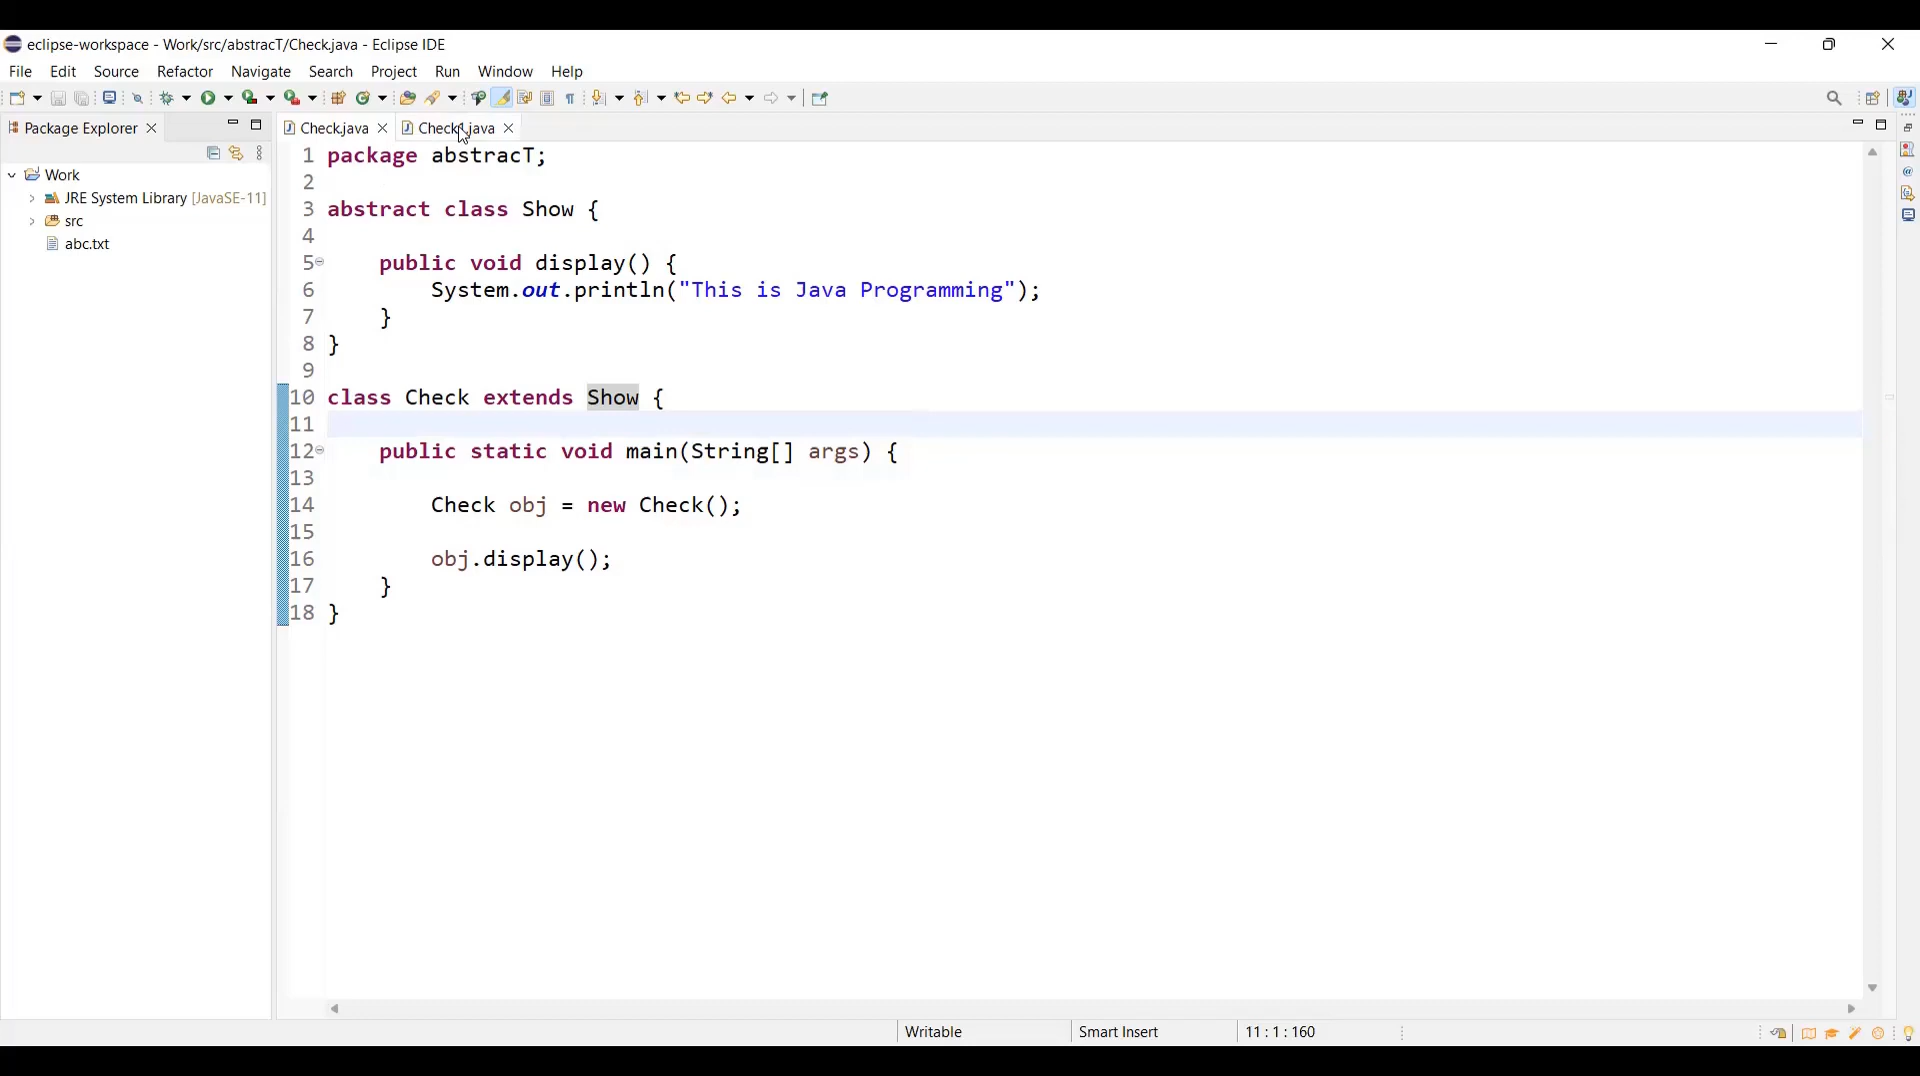 eclipse-workspace - Work/src/abstracT/Check.java - Eclipse IDE
File Edit Source Refactor Navigate Search Project Run Window Help
Package Explorer
Check.java
Work
JRE System Library [JavaSE-11]
src
abc.txt
1 package abstracT;
2
3 abstract class Show {
4
5     public void display() {
6         System.out.println("This is Java Programming");
7     }
8 }
9
10 class Check extends Show {
11
12     public static void main(String[] args) {
13
14         Check obj = new Check();
15
16         obj.display();
17     }
18 }
Writable Smart Insert 11 : 1 : 160